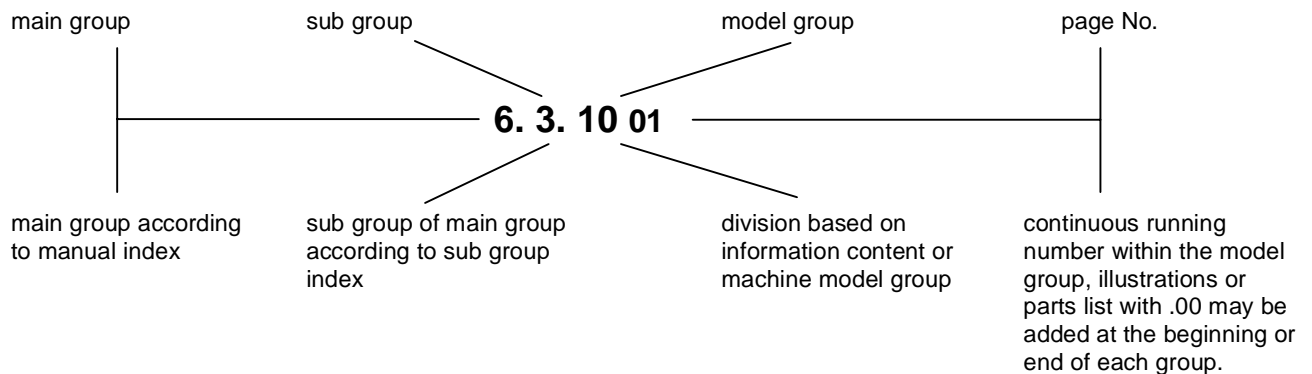 main group
sub group
model group
page No.
6. 3. 10 01
main group according
to manual index
sub group of main group
according to sub group
index
division based on
information content or
machine model group
continuous running
number within the model
group, illustrations or
parts list with .00 may be
added at the beginning or
end of each group.